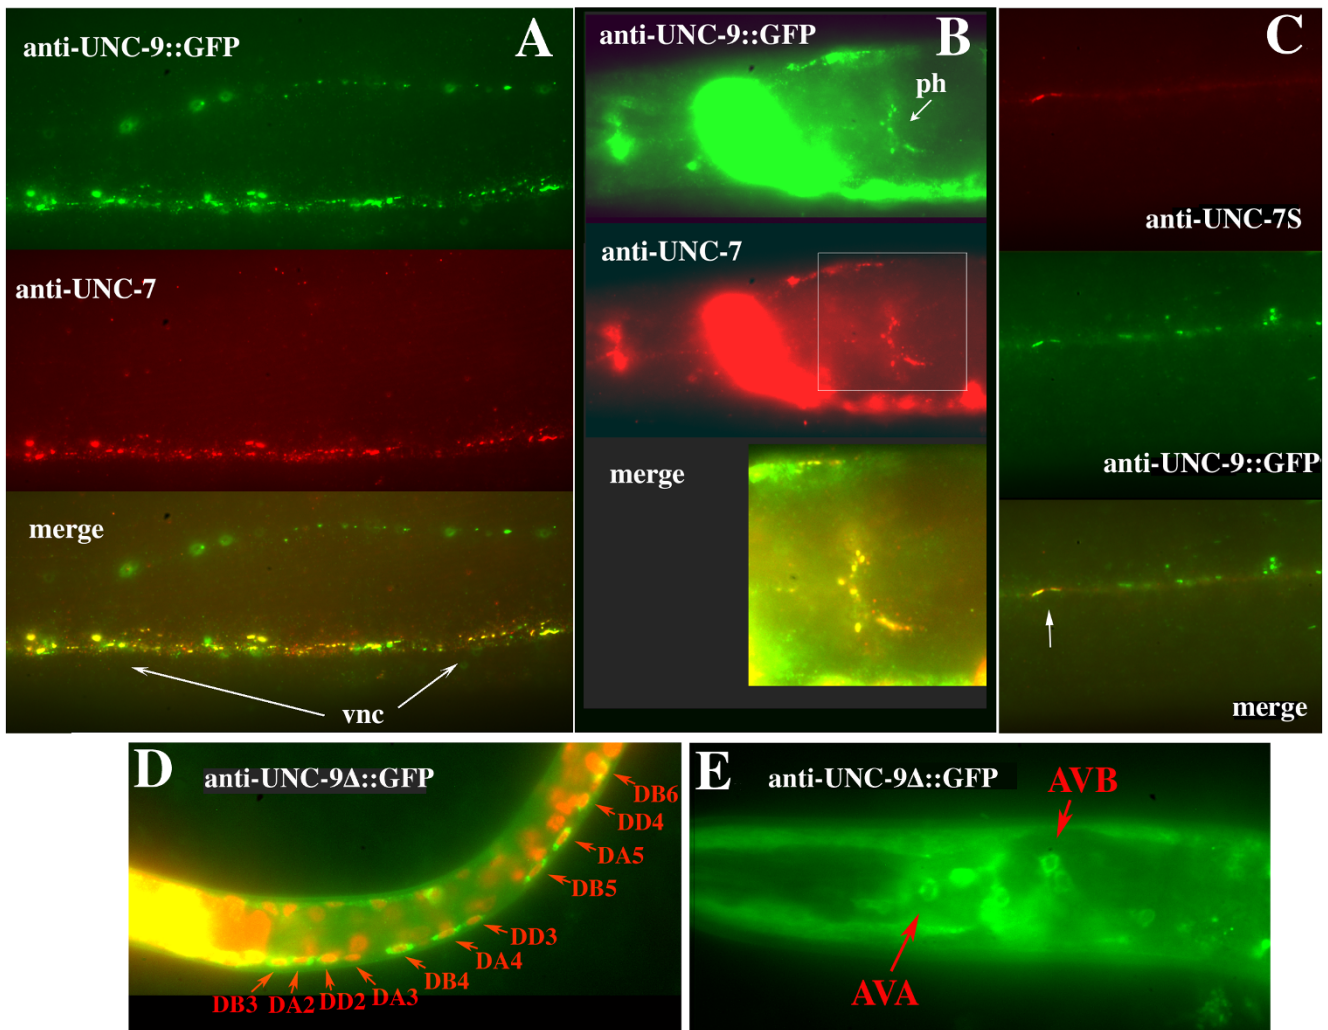 A
anti-UNC-9::GFP
anti-UNC-7
merge
vnc
B
anti-UNC-9::GFP
ph
anti-UNC-7
merge
C
anti-UNC-7S
anti-UNC-9::GFP
merge
D
anti-UNC-9Δ::GFP
DB6
DD4
DA5
DB5
DD3
DA4
DB4
DA3
DD2
DA2
DB3
E
anti-UNC-9Δ::GFP
AVB
AVA